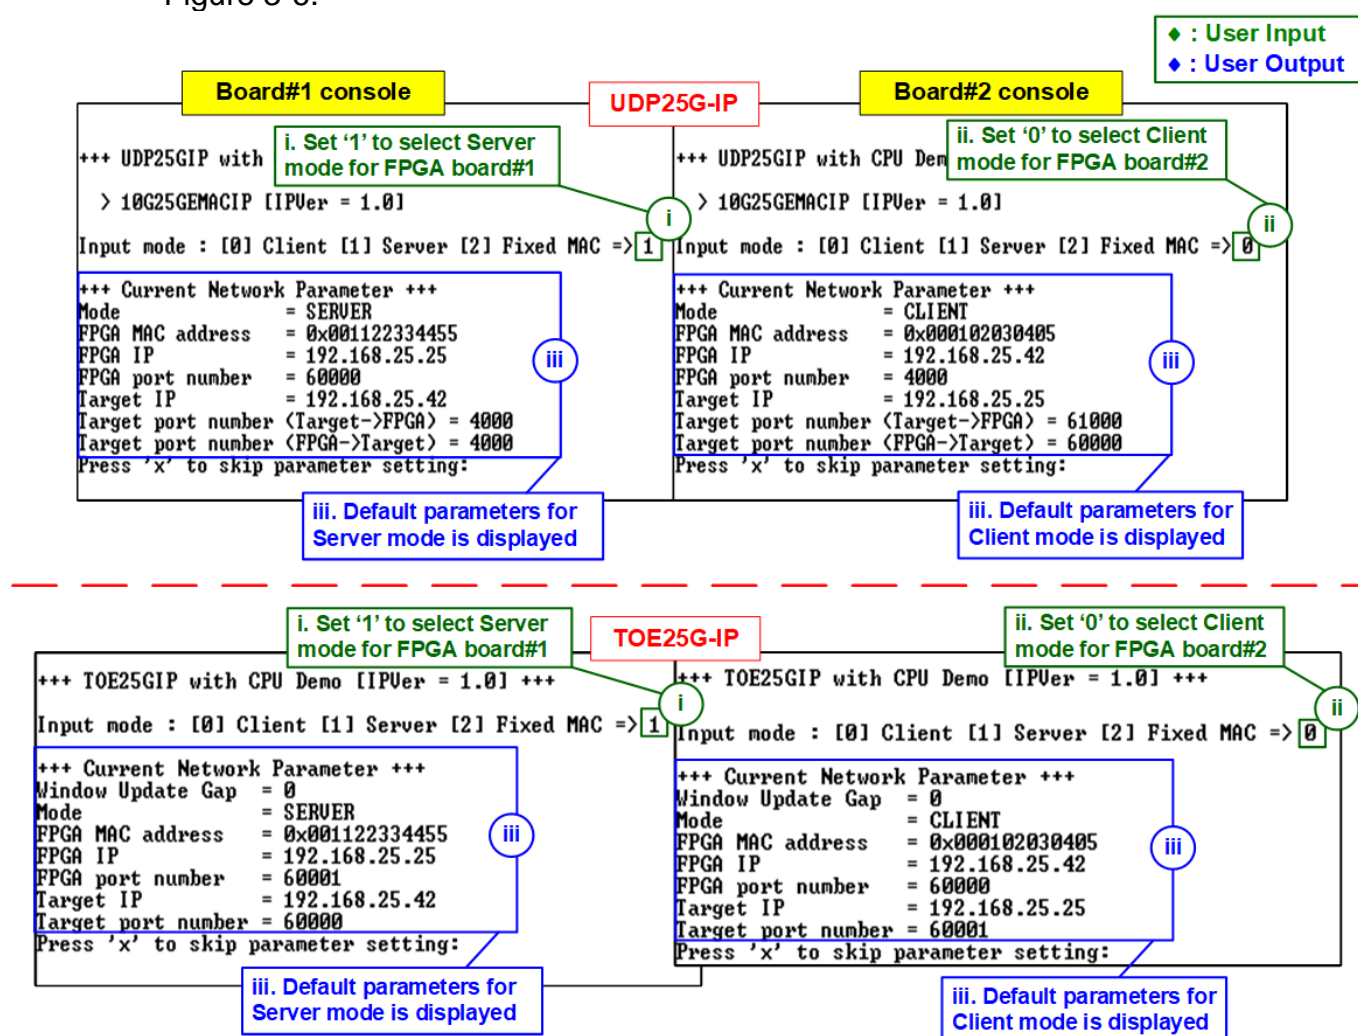 ♦ : User Input
♦ : User Output
Board#1 console
UDP25G-IP
Board#2 console
i. Set ‘1’ to select Server
mode for FPGA board#1
+++ UDP25GIP with
> 10G25GEMACIP [IPVer = 1.0]
i
Input mode : [0] Client [1] Server [2] Fixed MAC => 1
+++ Current Network Parameter +++
Mode = SERVER
FPGA MAC address = 0x001122334455
FPGA IP = 192.168.25.25
FPGA port number = 60000
Target IP = 192.168.25.42
Target port number (Target->FPGA) = 4000
Target port number (FPGA->Target) = 4000
Press 'x' to skip parameter setting:
iii
iii. Default parameters for
Server mode is displayed
ii. Set ‘0’ to select Client
mode for FPGA board#2
+++ UDP25GIP with CPU Dem
> 10G25GEMACIP [IPVer = 1.0]
ii
Input mode : [0] Client [1] Server [2] Fixed MAC => 0
+++ Current Network Parameter +++
Mode = CLIENT
FPGA MAC address = 0x000102030405
FPGA IP = 192.168.25.42
FPGA port number = 4000
Target IP = 192.168.25.25
Target port number (Target->FPGA) = 61000
Target port number (FPGA->Target) = 60000
Press 'x' to skip parameter setting:
iii
iii. Default parameters for
Client mode is displayed
TOE25G-IP
i. Set ‘1’ to select Server
mode for FPGA board#1
+++ TOE25GIP with CPU Demo [IPVer = 1.0] +++
i
Input mode : [0] Client [1] Server [2] Fixed MAC => 1
+++ Current Network Parameter +++
Window Update Gap = 0
Mode = SERVER
FPGA MAC address = 0x001122334455
FPGA IP = 192.168.25.25
FPGA port number = 60001
Target IP = 192.168.25.42
Target port number = 60000
Press 'x' to skip parameter setting:
iii
iii. Default parameters for
Server mode is displayed
ii. Set ‘0’ to select Client
mode for FPGA board#2
+++ TOE25GIP with CPU Demo [IPVer = 1.0] +++
ii
Input mode : [0] Client [1] Server [2] Fixed MAC => 0
+++ Current Network Parameter +++
Window Update Gap = 0
Mode = CLIENT
FPGA MAC address = 0x000102030405
FPGA IP = 192.168.25.42
FPGA port number = 60000
Target IP = 192.168.25.25
Target port number = 60001
Press 'x' to skip parameter setting:
iii
iii. Default parameters for
Client mode is displayed